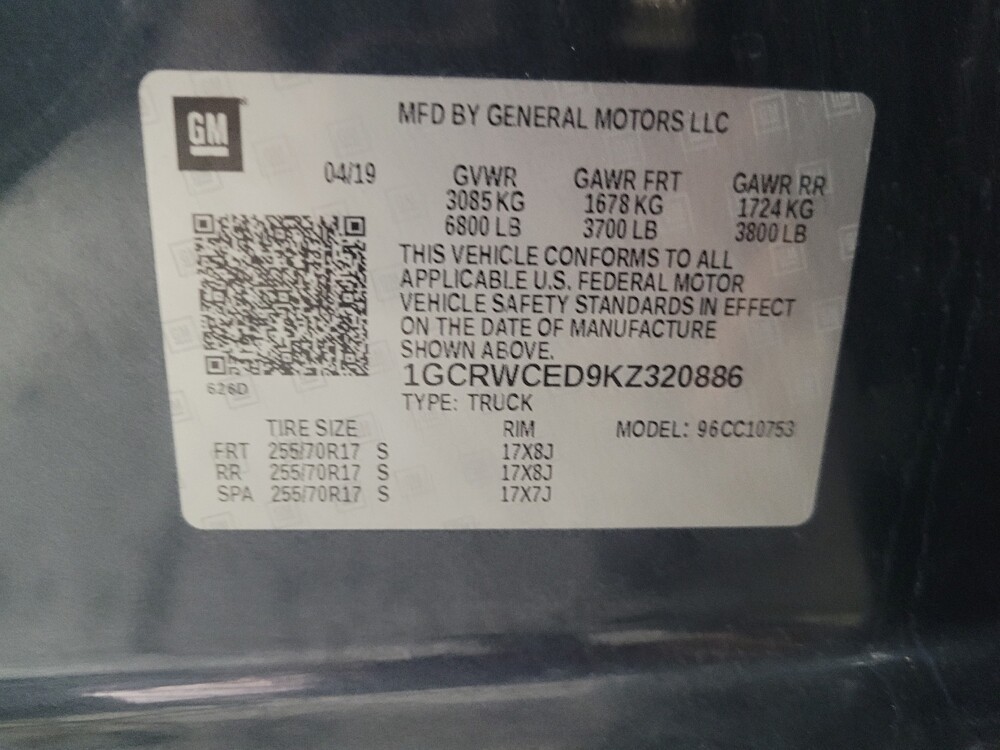 GM
MFD BY GENERAL MOTORS LLC
04/19 GVWR GAWR FRT GAWR RR
3085 KG 1678 KG 1724 KG
6800 LB 3700 LB 3800 LB
THIS VEHICLE CONFORMS TO ALL
APPLICABLE U.S. FEDERAL MOTOR
VEHICLE SAFETY STANDARDS IN EFFECT
ON THE DATE OF MANUFACTURE
SHOWN ABOVE.
1GCRWCED9KZ320886
626D
TYPE: TRUCK
TIRE SIZE RIM MODEL: 96CC10753
FRT 255/70R17 S 17X8J
RR 255/70R17 S 17X8J
SPA 255/70R17 S 17X7J